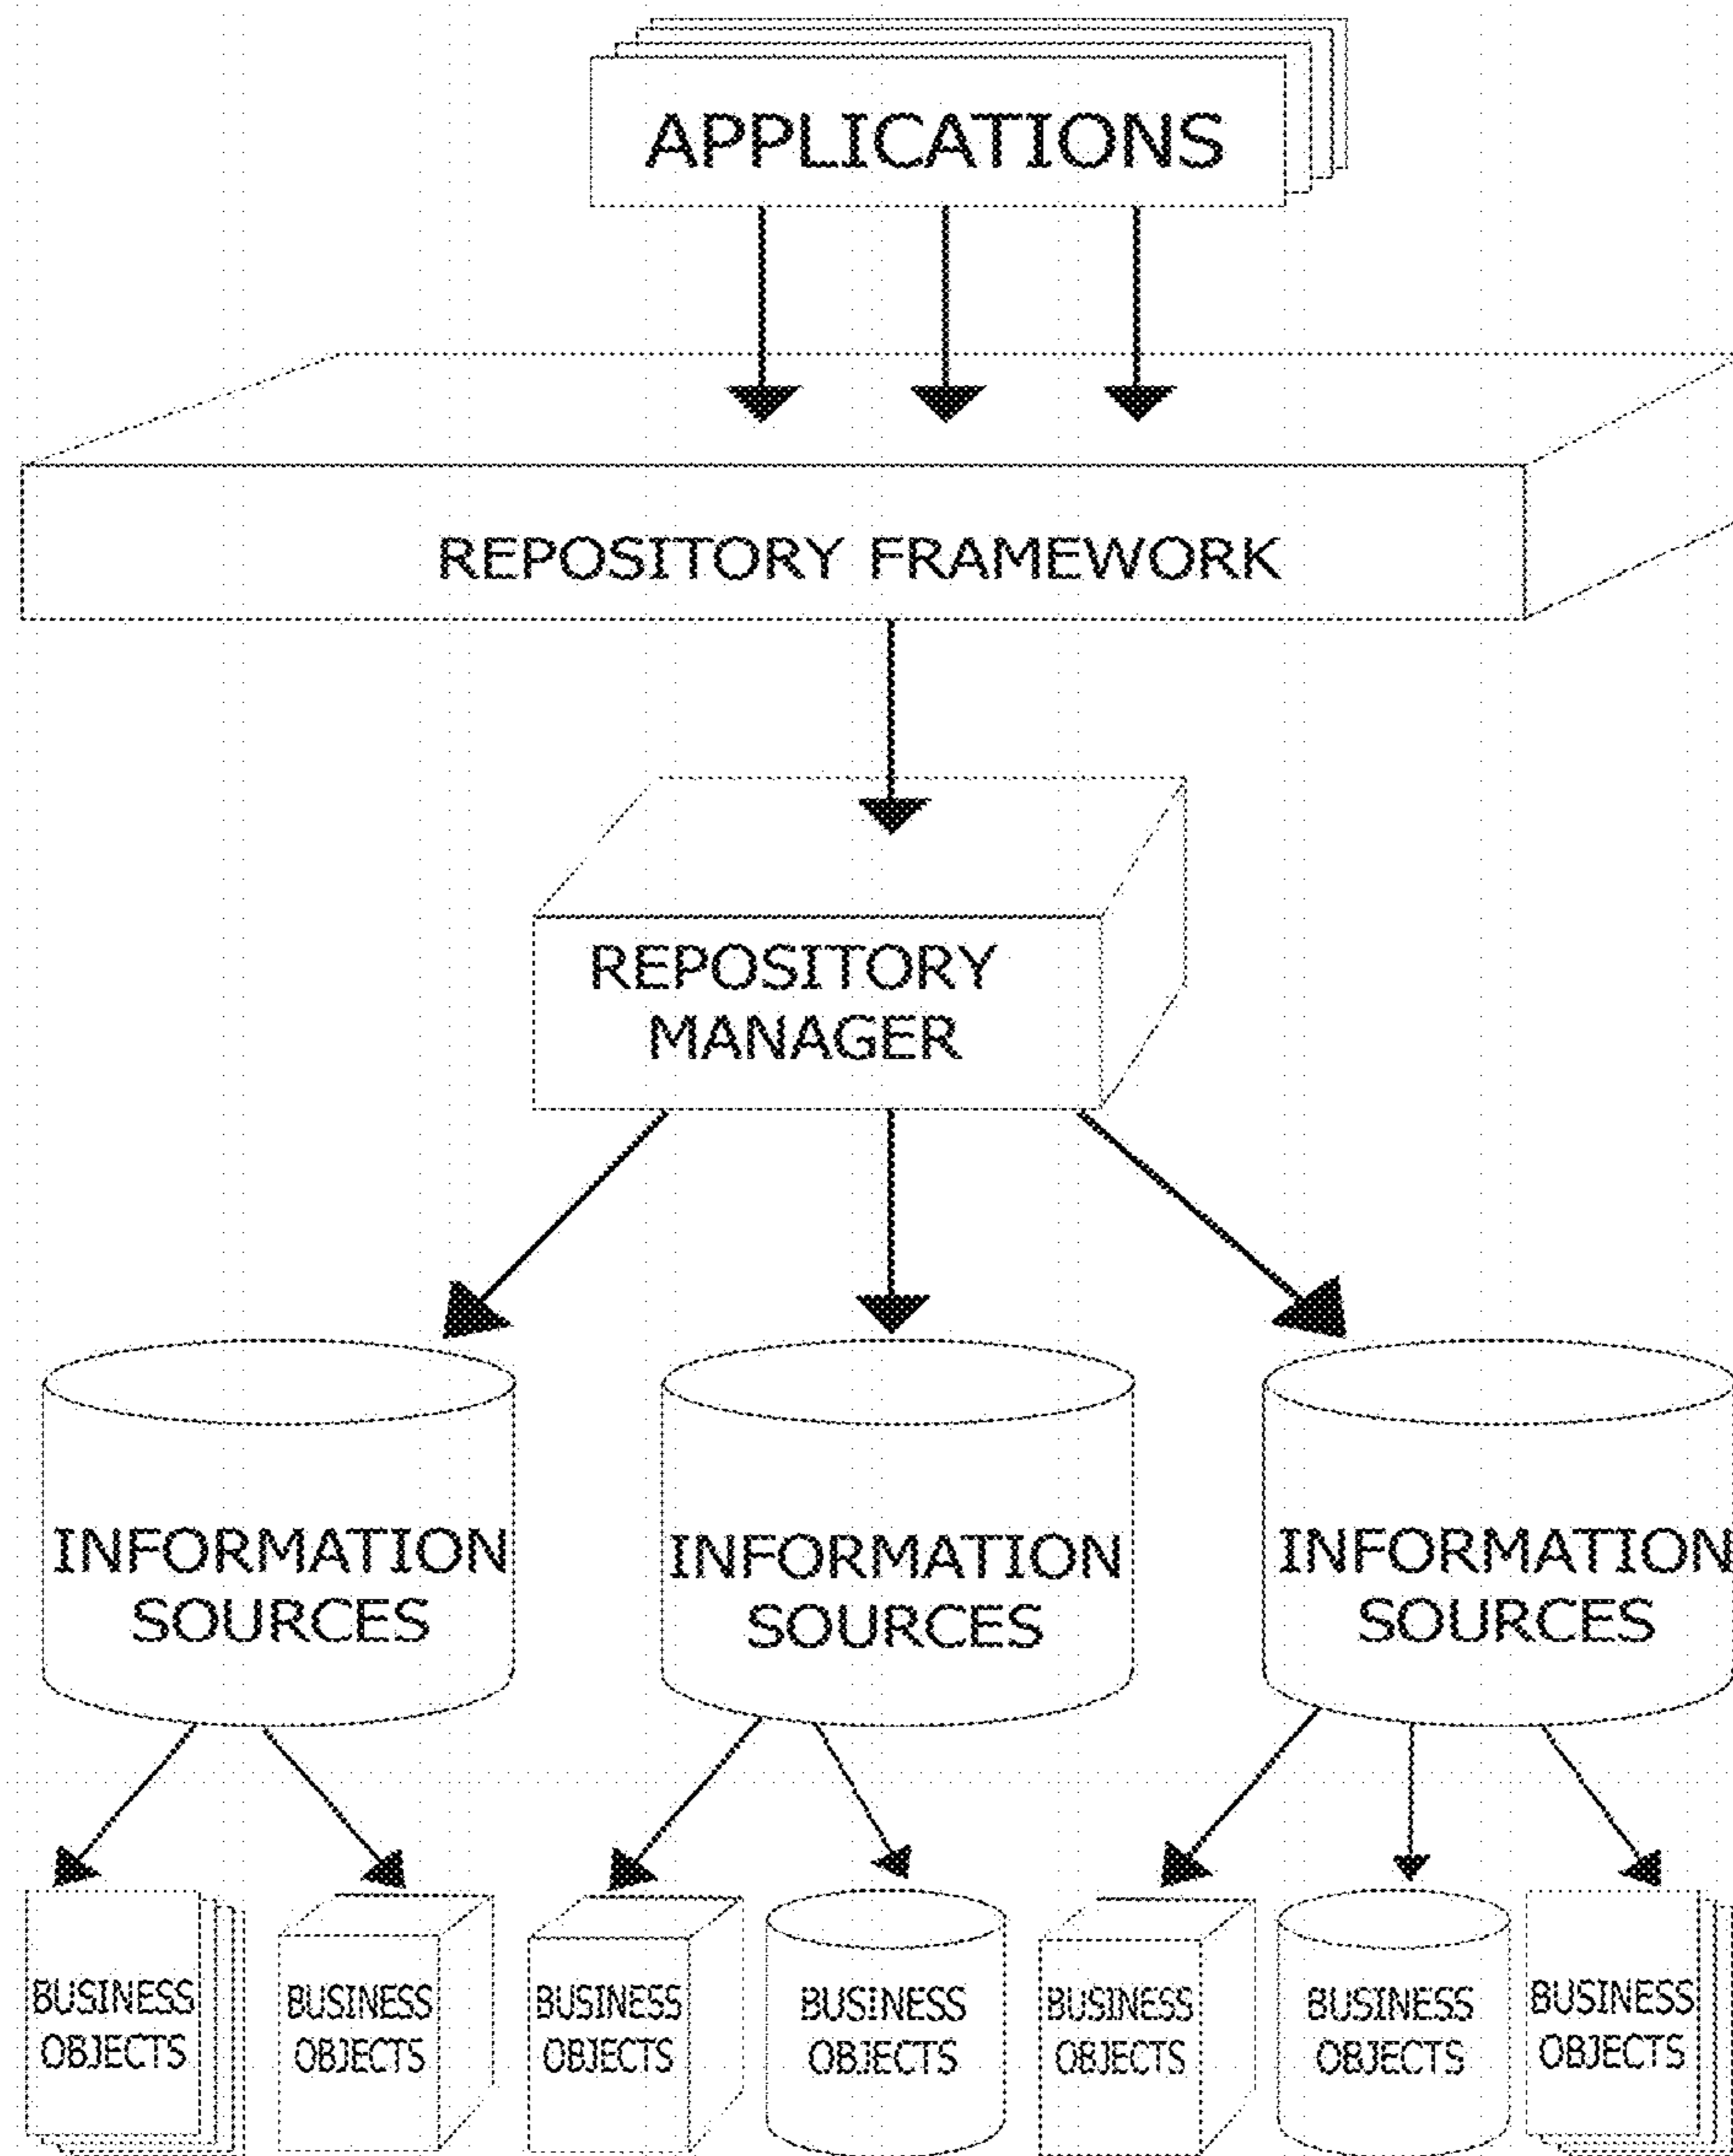 APPLICATIONS
REPOSITORY FRAMEWORK
REPOSITORY
MANAGER
INFORMATION
SOURCES
INFORMATION
SOURCES
INFORMATION
SOURCES
BUSINESS
OBJECTS
BUSINESS
OBJECTS
BUSINESS
OBJECTS
BUSINESS
OBJECTS
BUSINESS
OBJECTS
BUSINESS
OBJECTS
BUSINESS
OBJECTS